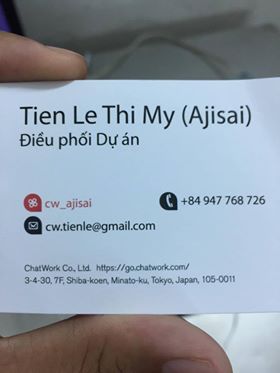 Tien Le Thi My (Ajisai)
Điều phối Dự án
cw_ajisai
+84 947 768 726
cw.tienle@gmail.com
ChatWork Co., Ltd. https://go.chatwork.com/
3-4-30, 7F, Shiba-koen, Minato-ku, Tokyo, Japan, 105-0011